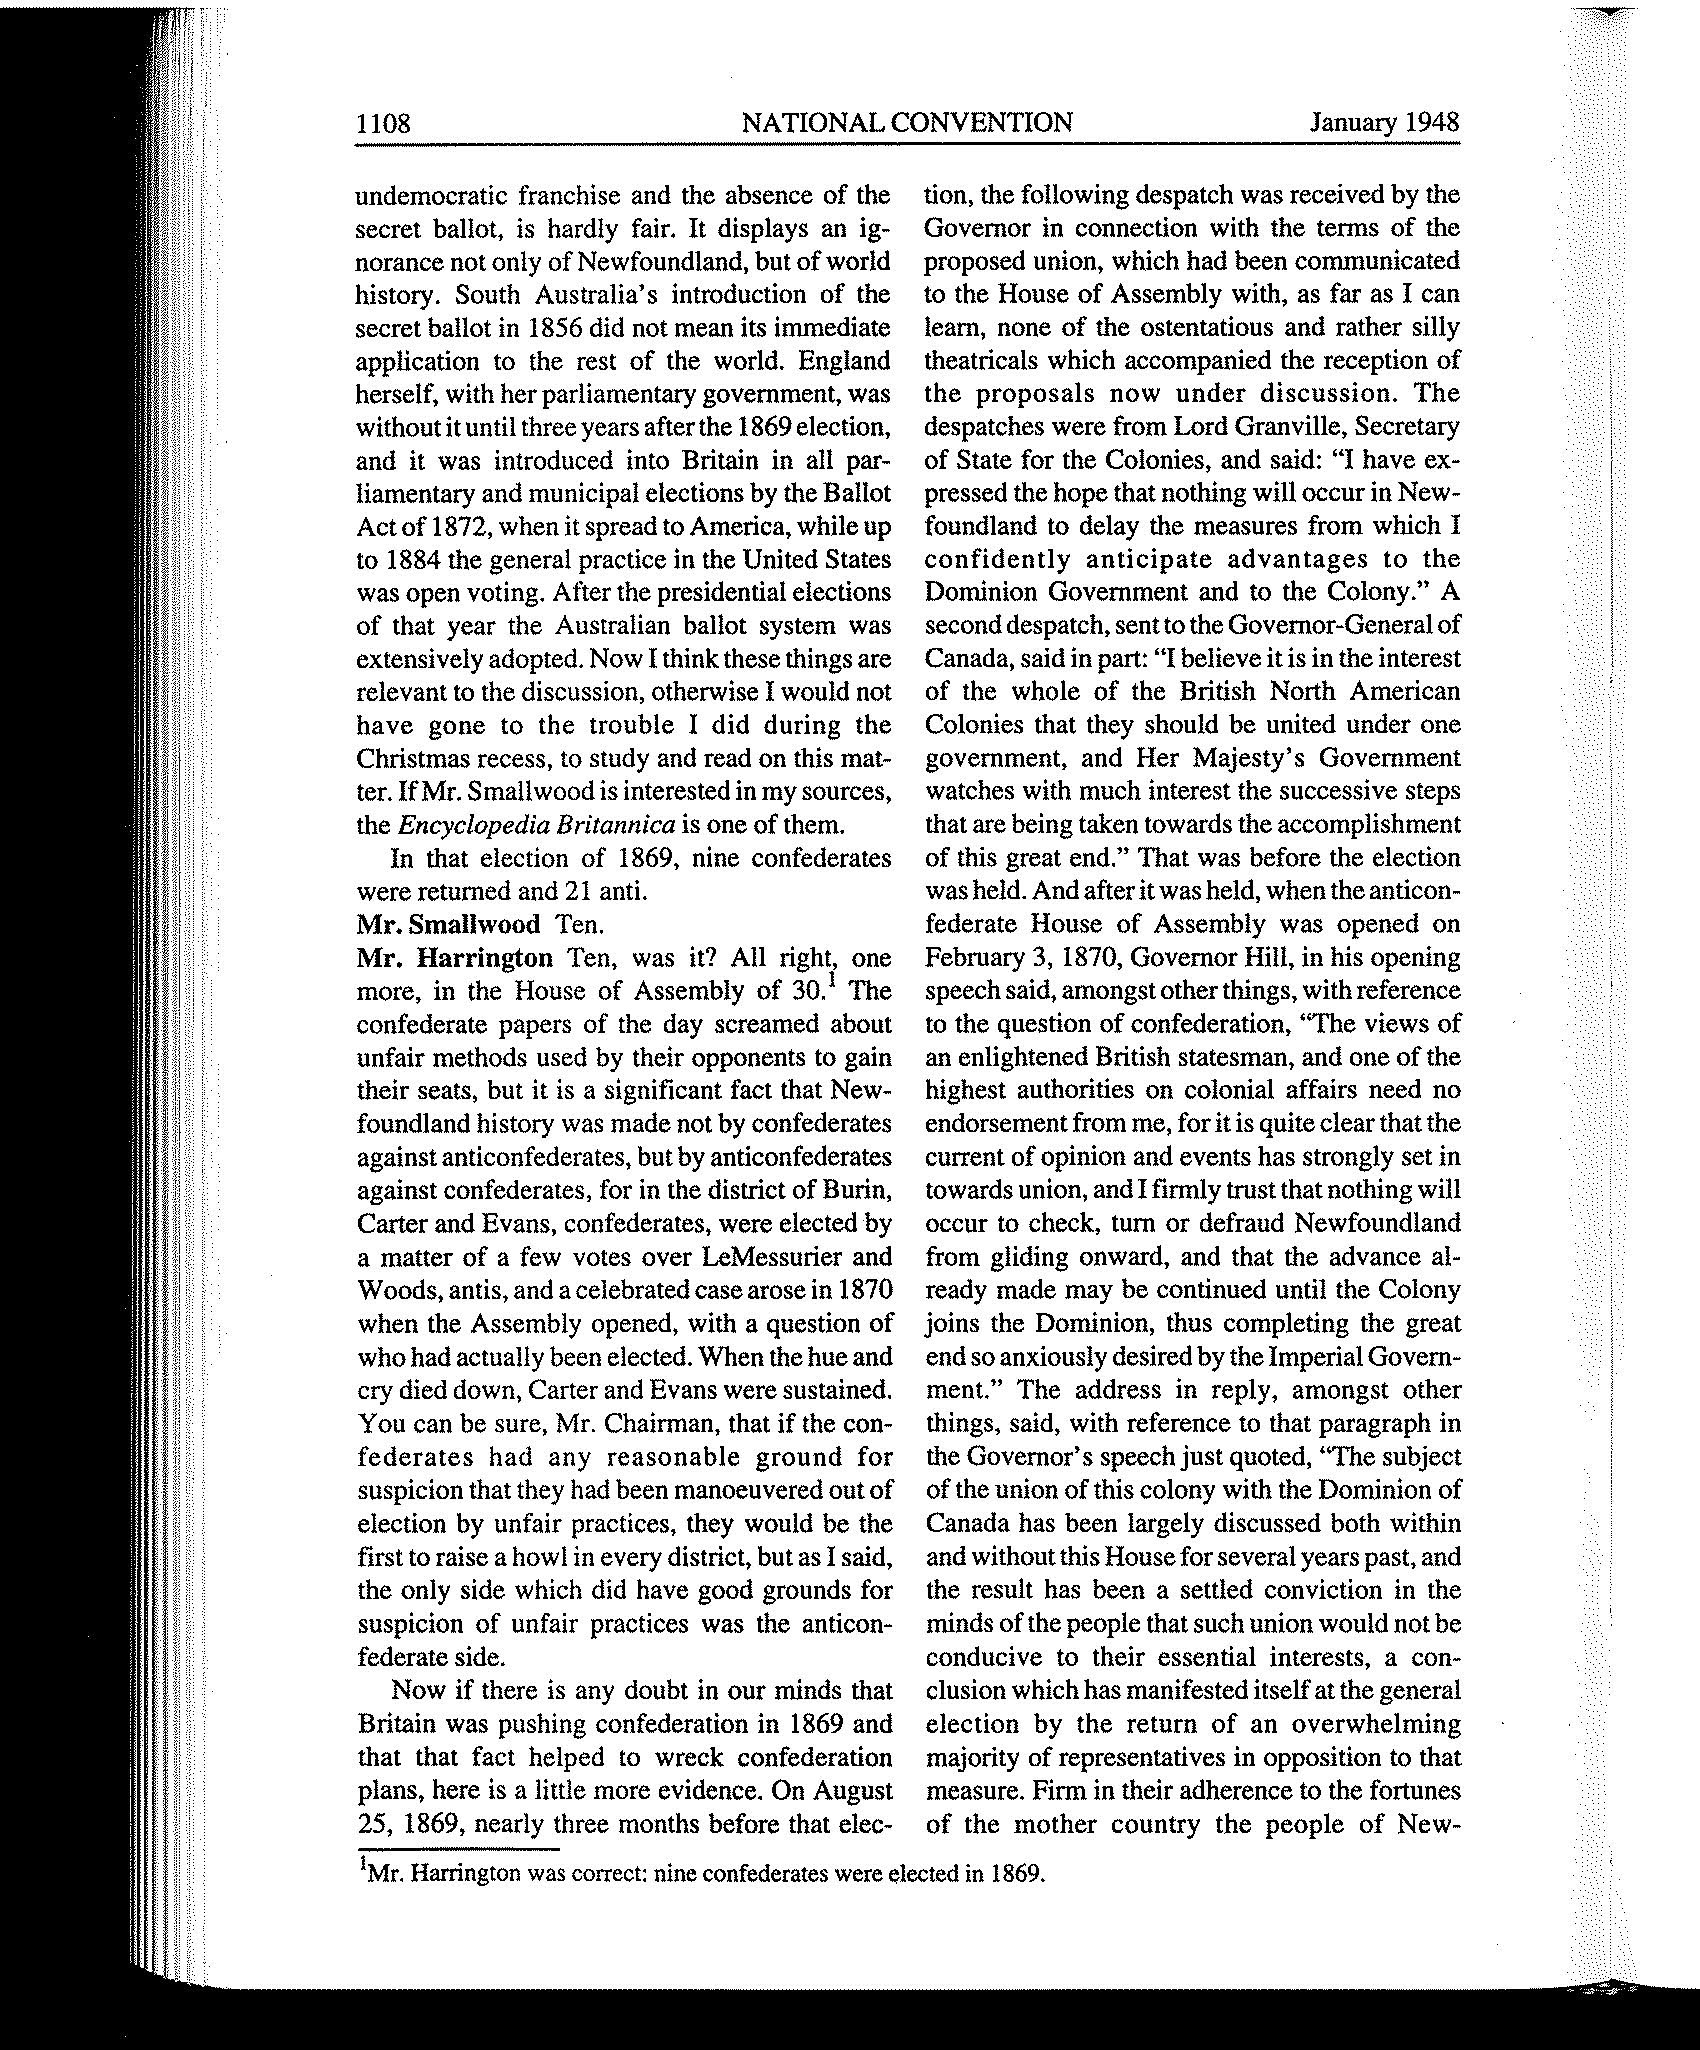 1108 NATIONAL CONVENTION January 1948
undemocratic franchise and the absence of the
secret ballot, is hardly fair. It displays an ig-
norance not only of Newfoundland, but of world
history. South Australia's introduction of the
secret ballot in 1856 did not mean its immediate
application to the rest of the world. England
herself, with her parliamentary government, was
without it until three years after the 1869 election,
and it was introduced into Britain in all par-
liamentary and municipal elections by the Ballot
Act of 1872, when it spread to America, while up
to 1884 the general practice in the United States
was open voting. After the presidential elections
of that year the Australian ballot system was
extensively adopted. Now I think these things are
relevant to the discussion, otherwise I would not
have gone to the trouble I did during the
Christmas recess, to study and read on this mat-
ter. If Mr. Smallwood is interested in my sources,
the Encyclopedia Britannica is one of them.
In that election of 1869, nine confederates
were returned and 21 anti.
Mr. Smallwood Ten.
Mr. Harrington Ten, was it? All right, one
more, in the House of Assembly of 30.¹ The
confederate papers of the day screamed about
unfair methods used by their opponents to gain
their seats, but it is a significant fact that New-
foundland history was made not by confederates
against anticonfederates, but by anticonfederates
against confederates, for in the district of Burin,
Carter and Evans, confederates, were elected by
a matter of a few votes over LeMessurier and
Woods, antis, and a celebrated case arose in 1870
when the Assembly opened, with a question of
who had actually been elected. When the hue and
cry died down, Carter and Evans were sustained.
You can be sure, Mr. Chairman, that if the con-
federates had any reasonable ground for
suspicion that they had been manoeuvered out of
election by unfair practices, they would be the
first to raise a howl in every district, but as I said,
the only side which did have good grounds for
suspicion of unfair practices was the anticon-
federate side.
Now if there is any doubt in our minds that
Britain was pushing confederation in 1869 and
that that fact helped to wreck confederation
plans, here is a little more evidence. On August
25, 1869, nearly three months before that elec-
tion, the following despatch was received by the
Governor in connection with the terms of the
proposed union, which had been communicated
to the House of Assembly with, as far as I can
learn, none of the ostentatious and rather silly
theatricals which accompanied the reception of
the proposals now under discussion. The
despatches were from Lord Granville, Secretary
of State for the Colonies, and said: "I have ex-
pressed the hope that nothing will occur in New-
foundland to delay the measures from which I
confidently anticipate advantages to the
Dominion Government and to the Colony." A
second despatch, sent to the Governor-General of
Canada, said in part: "I believe it is in the interest
of the whole of the British North American
Colonies that they should be united under one
government, and Her Majesty's Government
watches with much interest the successive steps
that are being taken towards the accomplishment
of this great end." That was before the election
was held. And after it was held, when the anticon-
federate House of Assembly was opened on
February 3, 1870, Governor Hill, in his opening
speech said, amongst other things, with reference
to the question of confederation, "The views of
an enlightened British statesman, and one of the
highest authorities on colonial affairs need no
endorsement from me, for it is quite clear that the
current of opinion and events has strongly set in
towards union, and I firmly trust that nothing will
occur to check, turn or defraud Newfoundland
from gliding onward, and that the advance al-
ready made may be continued until the Colony
joins the Dominion, thus completing the great
end so anxiously desired by the Imperial Govern-
ment." The address in reply, amongst other
things, said, with reference to that paragraph in
the Governor's speech just quoted, "The subject
of the union of this colony with the Dominion of
Canada has been largely discussed both within
and without this House for several years past, and
the result has been a settled conviction in the
minds of the people that such union would not be
conducive to their essential interests, a con-
clusion which has manifested itself at the general
election by the return of an overwhelming
majority of representatives in opposition to that
measure. Firm in their adherence to the fortunes
of the mother country the people of New-
¹Mr. Harrington was correct: nine confederates were elected in 1869.